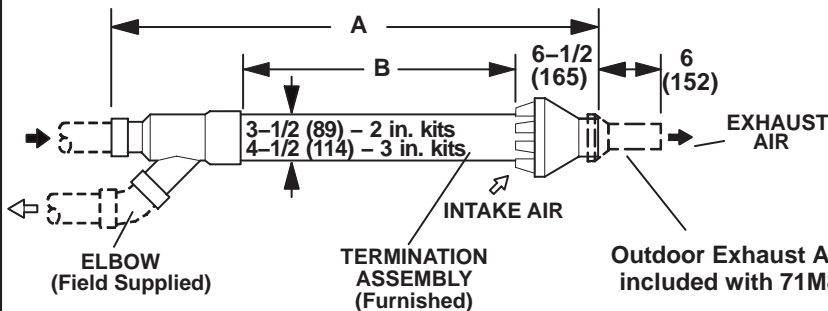 A
B
6–1/2
(165)
6
(152)
3–1/2 (89) – 2 in. kits
4–1/2 (114) – 3 in. kits
EXHAUST
AIR
INTAKE AIR
ELBOW
(Field Supplied)
TERMINATION
ASSEMBLY
(Furnished)
Outdoor Exhaust A
included with